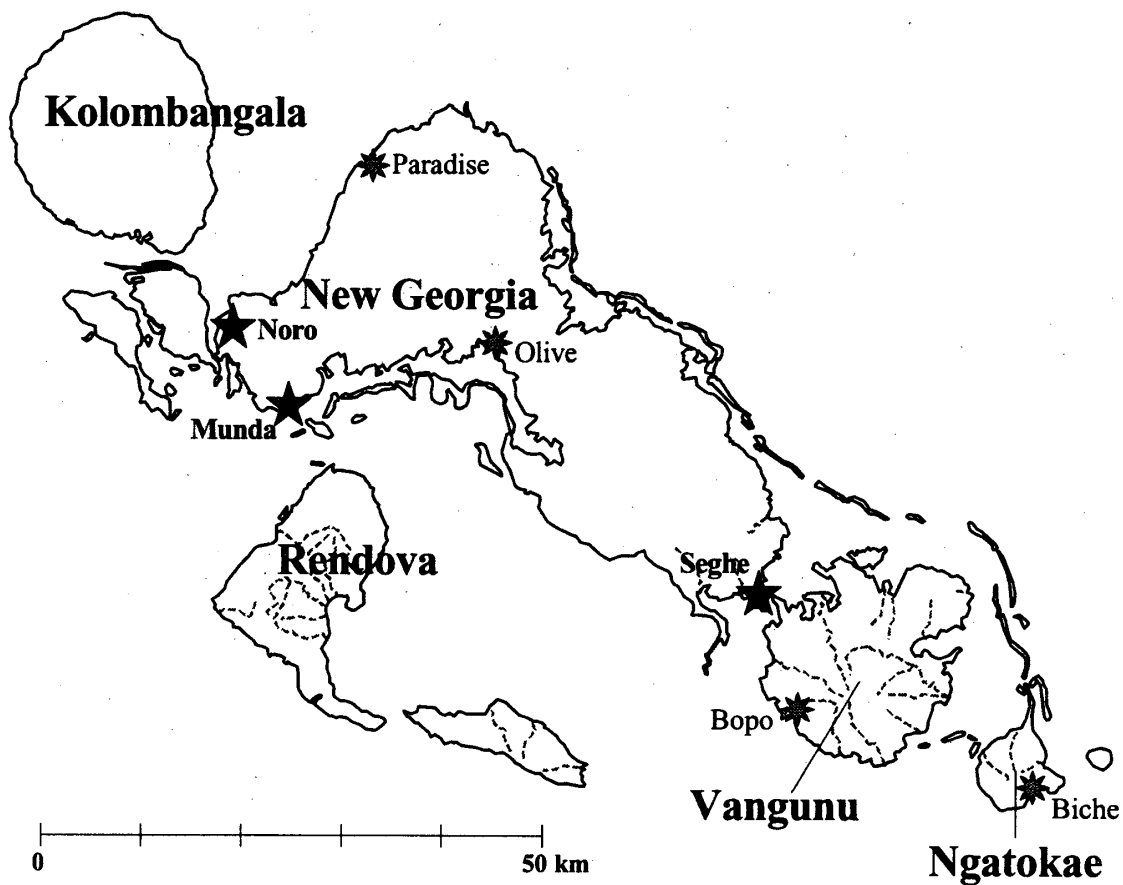 Kolombangala
Paradise
New Georgia
Noro
Olive
Munda
Rendova
Seghe
Bopo
Vangunu
Biche
Ngatokae
0
50 km